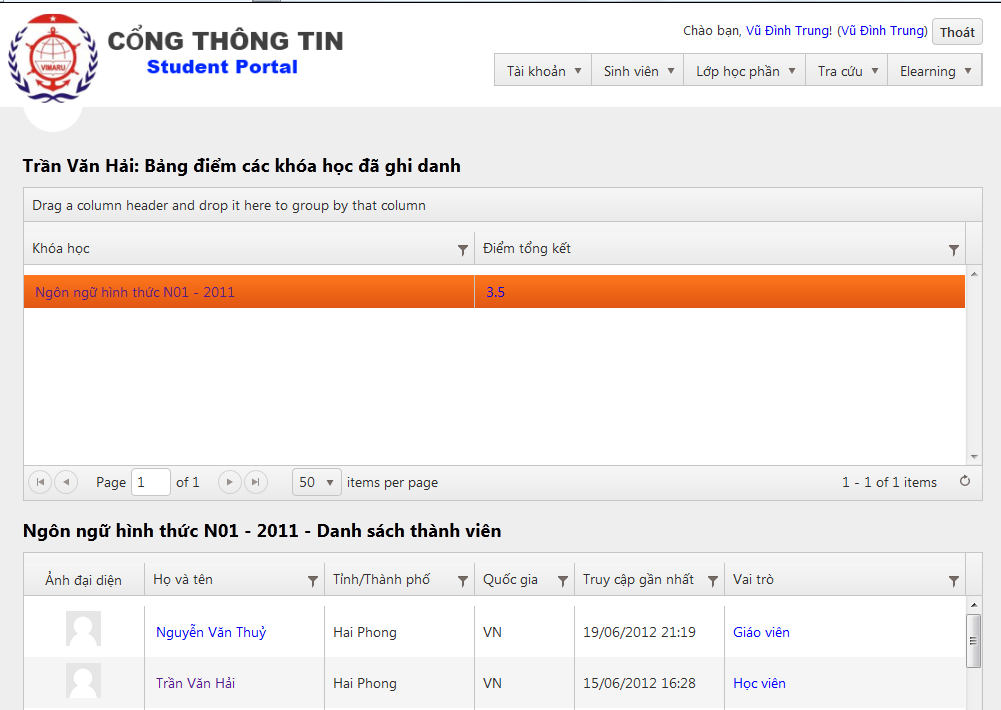 VIMARU
CỔNG THÔNG TIN
Student Portal
Chào bạn, Vũ Đình Trung! (Vũ Đình Trung) Thoát
Tài khoản Sinh viên Lớp học phần Tra cứu Elearning
Trần Văn Hải: Bảng điểm các khóa học đã ghi danh
Drag a column header and drop it here to group by that column
Khóa học Điểm tổng kết
Ngôn ngữ hình thức N01 - 2011 3.5
Page 1 of 1 50 items per page 1 - 1 of 1 items
Ngôn ngữ hình thức N01 - 2011 - Danh sách thành viên
Ảnh đại diện Họ và tên Tỉnh/Thành phố Quốc gia Truy cập gần nhất Vai trò
Nguyễn Văn Thuỷ Hai Phong VN 19/06/2012 21:19 Giáo viên
Trần Văn Hải Hai Phong VN 15/06/2012 16:28 Học viên